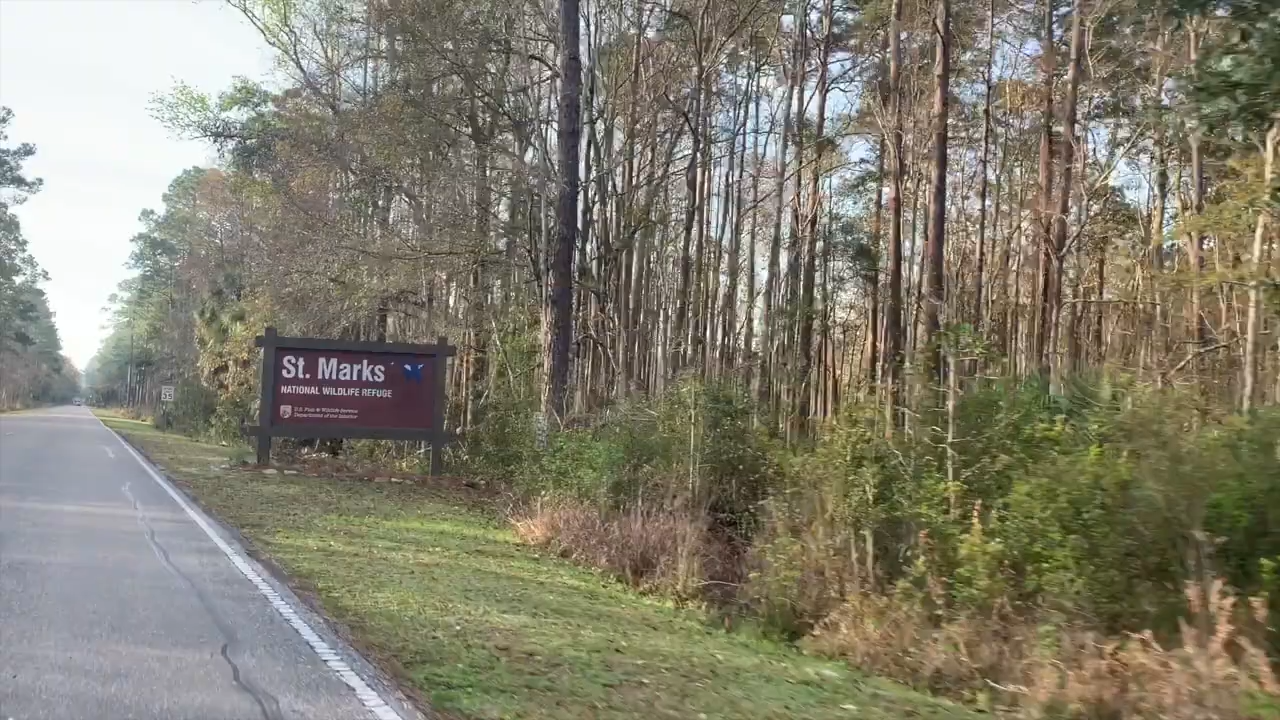 St. Marks
NATIONAL WILDLIFE REFUGE
U.S. Fish & Wildlife Service
Department of the Interior
35